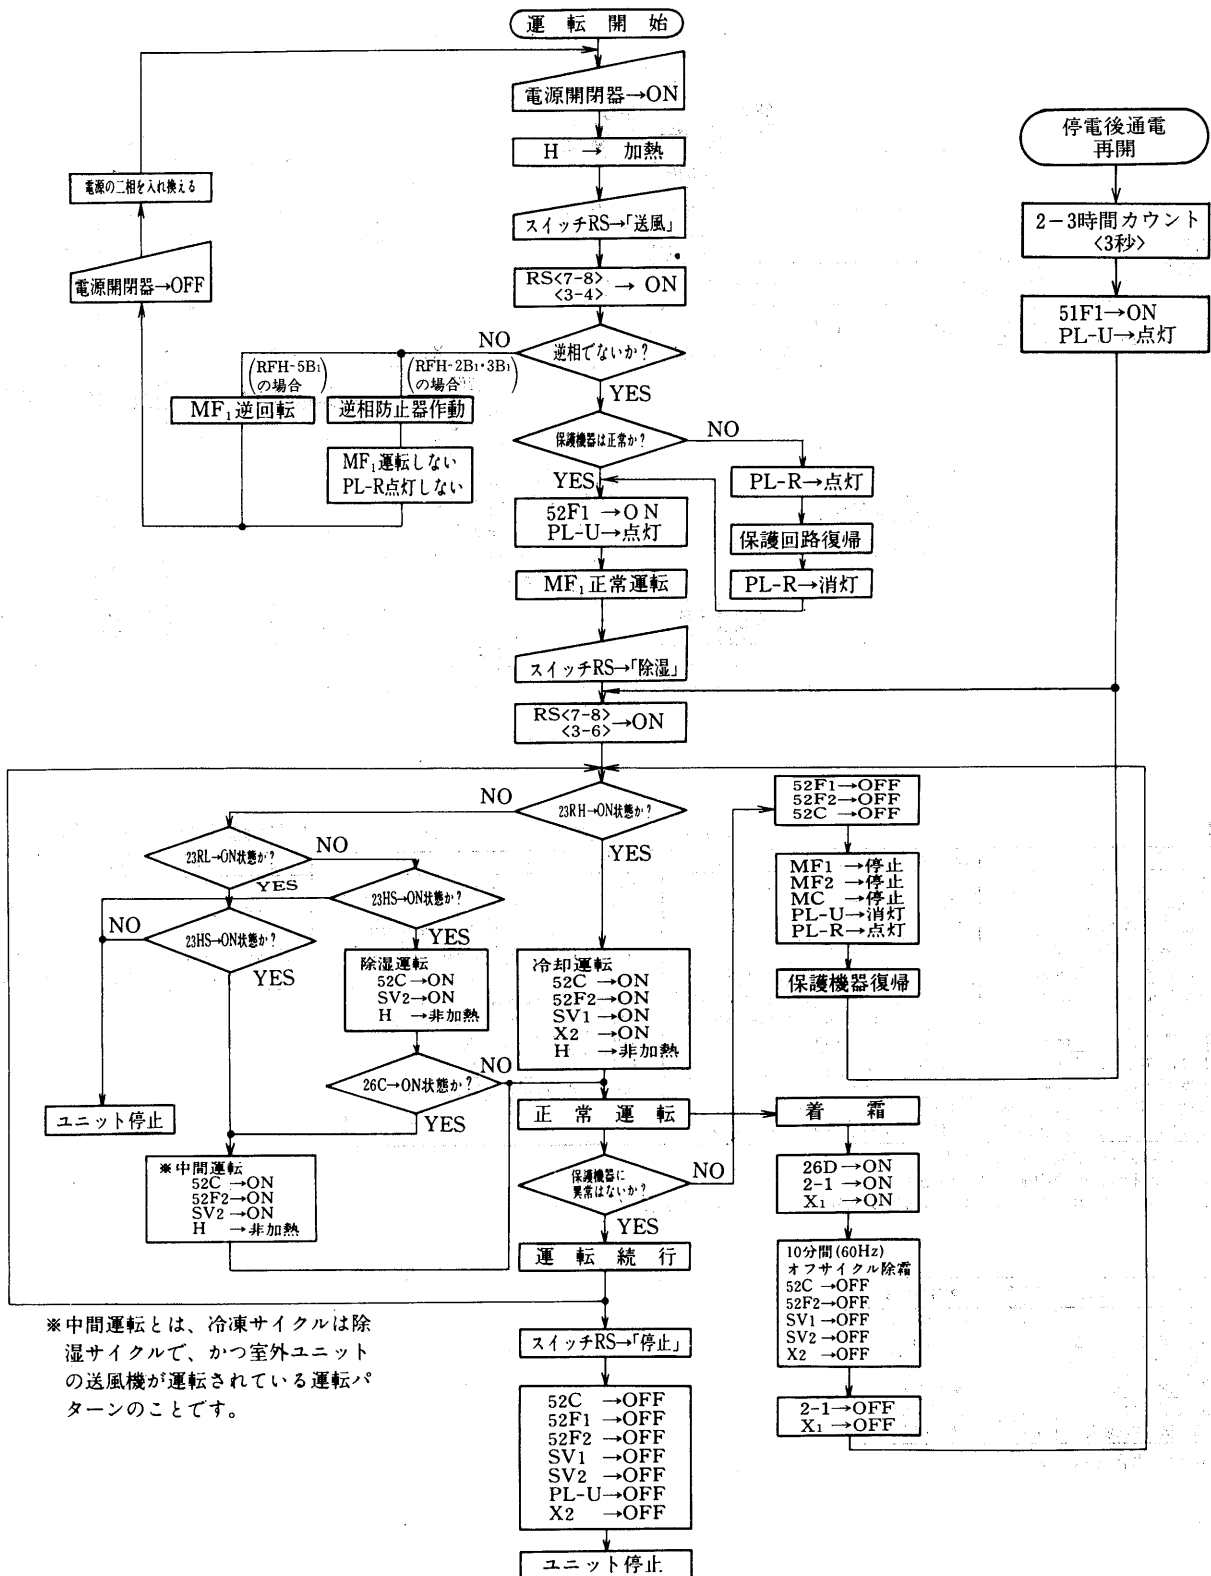 運転開始
電源開閉器→ON
H → 加熱
スイッチRS→「送風」
RS<7-8>
<3-4> → ON
逆相でないか?
NO
YES
(RFH-5B1
の場合)
(RFH-2B1・3B1
の場合)
MF1逆回転
逆相防止器作動
MF1運転しない
PL-R点灯しない
電源開閉器→OFF
電源の二相を入れ換える
保護機器は正常か?
NO
YES
PL-R→点灯
保護回路復帰
PL-R→消灯
52F1 →ON
PL-U→点灯
MF1正常運転
スイッチRS→「除湿」
RS<7-8>
<3-6> →ON
停電後通電
再開
2-3時間カウント
<3秒>
51F1→ON
PL-U→点灯
23RH→ON状態か?
NO
YES
23RL→ON状態か?
NO
YES
23HS→ON状態か?
YES
23HS→ON状態か?
NO
YES
除湿運転
52C →ON
SV2→ON
H →非加熱
26C→ON状態か?
NO
YES
ユニット停止
※中間運転
52C →ON
52F2→ON
SV2→ON
H →非加熱
冷却運転
52C →ON
52F2→ON
SV1→ON
X2 →ON
H →非加熱
正常運転
保護機器に
異常はないか?
NO
YES
運転続行
52F1→OFF
52F2→OFF
52C →OFF
MF1 →停止
MF2 →停止
MC →停止
PL-U→消灯
PL-R→点灯
保護機器復帰
着霜
26D→ON
2-1→ON
X1→ON
10分間(60Hz)
オフサイクル除霜
52C →OFF
52F2→OFF
SV1→OFF
SV2→OFF
X2 →OFF
2-1→OFF
X1→OFF
スイッチRS→「停止」
52C →OFF
52F1 →OFF
52F2 →OFF
SV1 →OFF
SV2 →OFF
PL-U→OFF
X2 →OFF
ユニット停止
※中間運転とは、冷凍サイクルは除
湿サイクルで、かつ室外ユニット
の送風機が運転されている運転パ
ターンのことです。